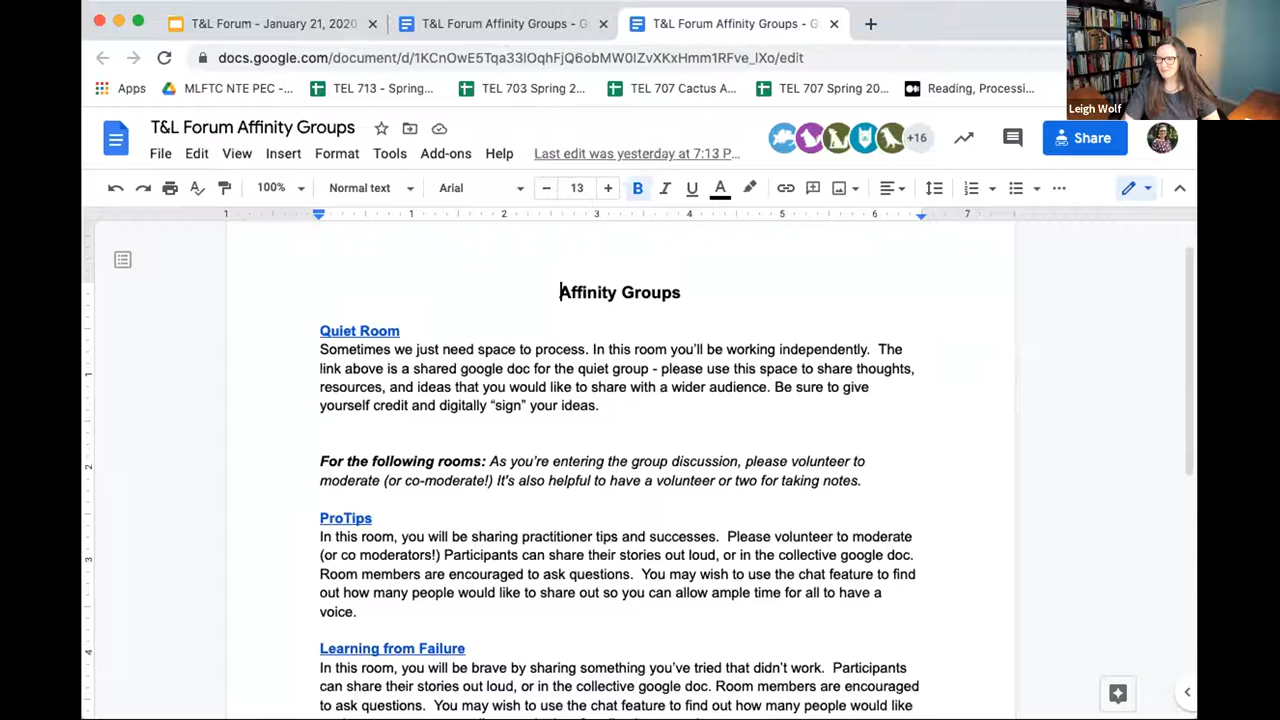 T&L Forum - January 21, 2020
T&L Forum Affinity Groups - G
T&L Forum Affinity Groups - G
docs.google.com/document/d/1KCnOwE5Tqa33lOqhFjQ6obMW0IZvXKxHmm1RFve_lXo/edit
Apps
MLFTC NTE PEC -...
TEL 713 - Spring...
TEL 703 Spring 2...
TEL 707 Cactus A...
TEL 707 Spring 20...
Reading, Processi...
Leigh Wolf
T&L Forum Affinity Groups
+16
Share
File Edit View Insert Format Tools Add-ons Help Last edit was yesterday at 7:13 P...
100% Normal text Arial 13 B I U A
1 1 2 3 4 5 6 7
Affinity Groups
Quiet Room
Sometimes we just need space to process. In this room you'll be working independently. The
link above is a shared google doc for the quiet group - please use this space to share thoughts,
resources, and ideas that you would like to share with a wider audience. Be sure to give
yourself credit and digitally “sign” your ideas.
For the following rooms: As you're entering the group discussion, please volunteer to
moderate (or co-moderate!) It's also helpful to have a volunteer or two for taking notes.
ProTips
In this room, you will be sharing practitioner tips and successes. Please volunteer to moderate
(or co moderators!) Participants can share their stories out loud, or in the collective google doc.
Room members are encouraged to ask questions. You may wish to use the chat feature to find
out how many people would like to share out so you can allow ample time for all to have a
voice.
Learning from Failure
In this room, you will be brave by sharing something you've tried that didn't work. Participants
can share their stories out loud, or in the collective google doc. Room members are encouraged
to ask questions. You may wish to use the chat feature to find out how many people would like
1
2
3
4